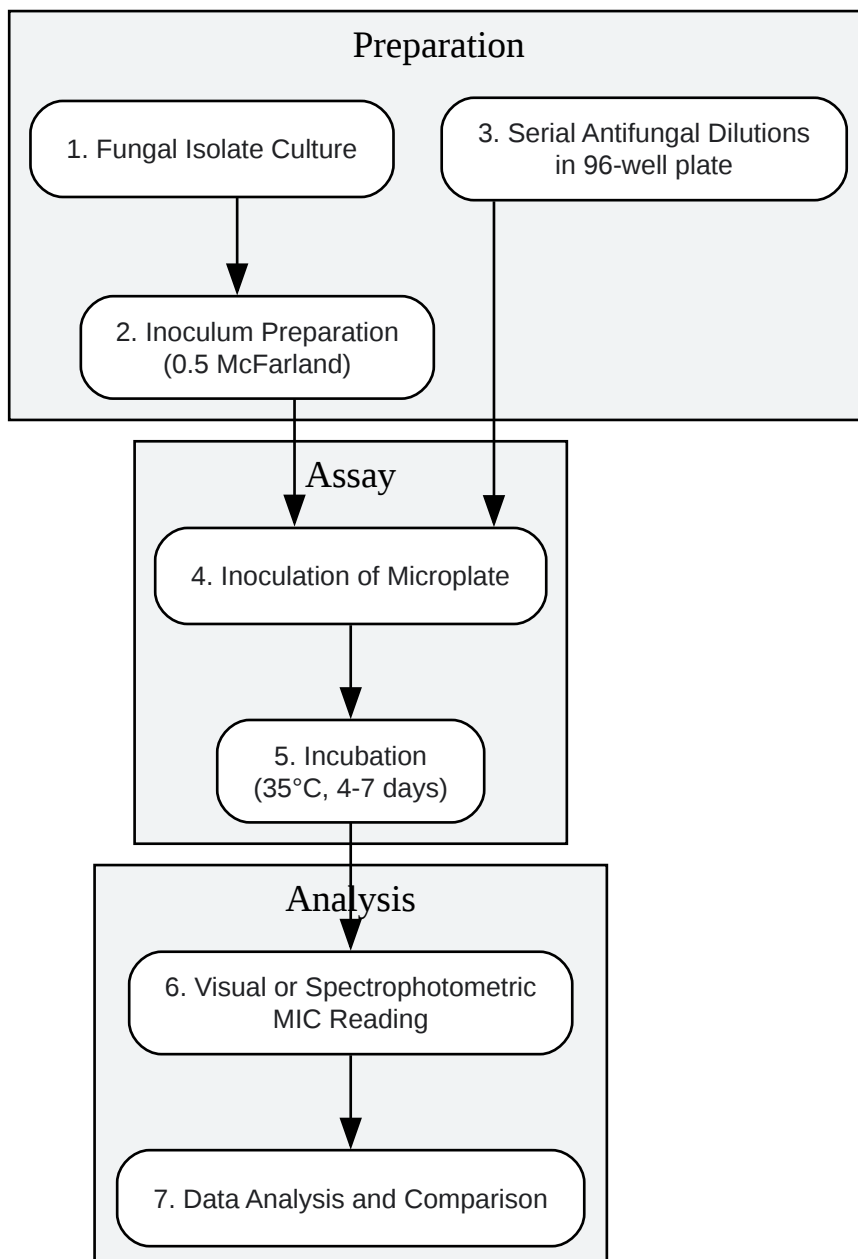 Preparation
1. Fungal Isolate Culture
3. Serial Antifungal Dilutions
in 96-well plate
2. Inoculum Preparation
(0.5 McFarland)
Assay
4. Inoculation of Microplate
5. Incubation
(35°C, 4-7 days)
Analysis
6. Visual or Spectrophotometric
MIC Reading
7. Data Analysis and Comparison